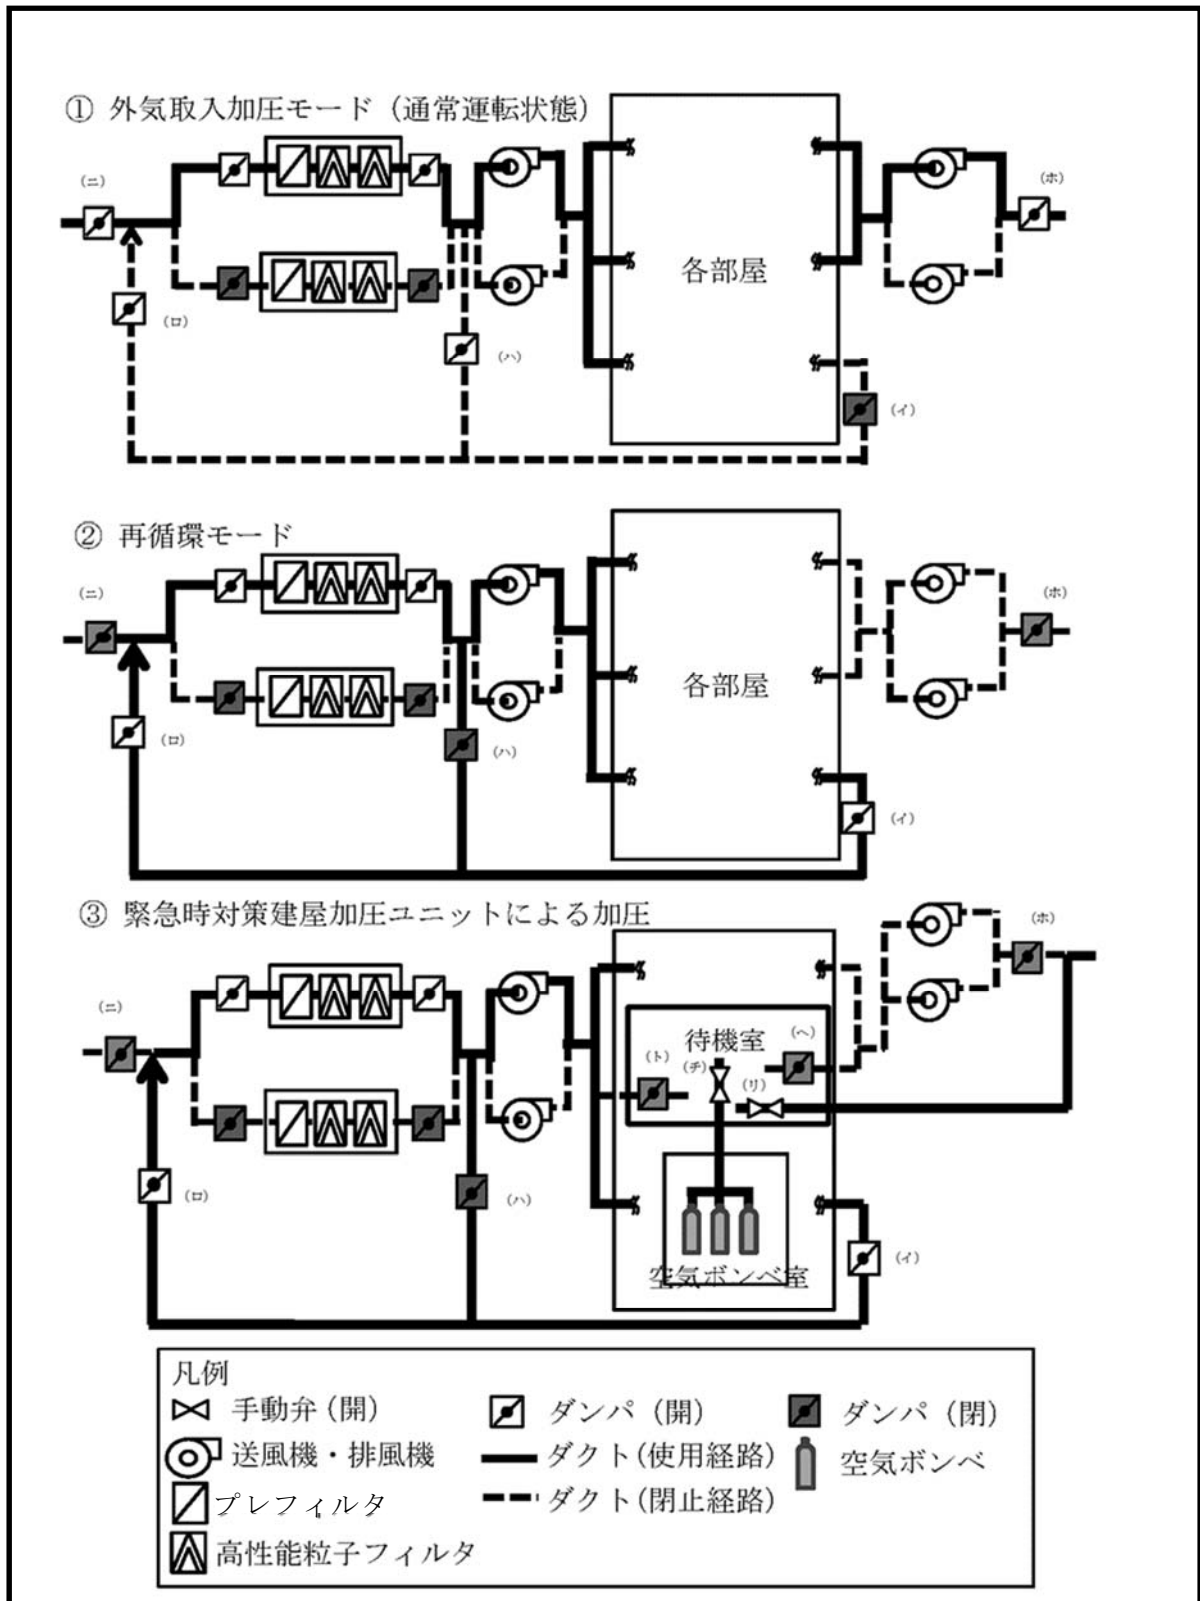 ① 外気取入加圧モード（通常運転状態）
(ニ)
(ホ)
各部屋
(ロ)
(ハ)
(イ)
② 再循環モード
(ニ)
(ホ)
各部屋
(ロ)
(ハ)
(イ)
③ 緊急時対策建屋加圧ユニットによる加圧
(ホ)
(ニ)
待機室
(ヘ)
(ト)
(チ)
(リ)
(ロ)
(ハ)
(イ)
空気ボンベ室
凡例
手動弁(開)
ダンパ（開）
ダンパ（閉）
送風機・排風機
ダクト(使用経路)
空気ボンベ
プレフィルタ
ダクト(閉止経路)
高性能粒子フィルタ